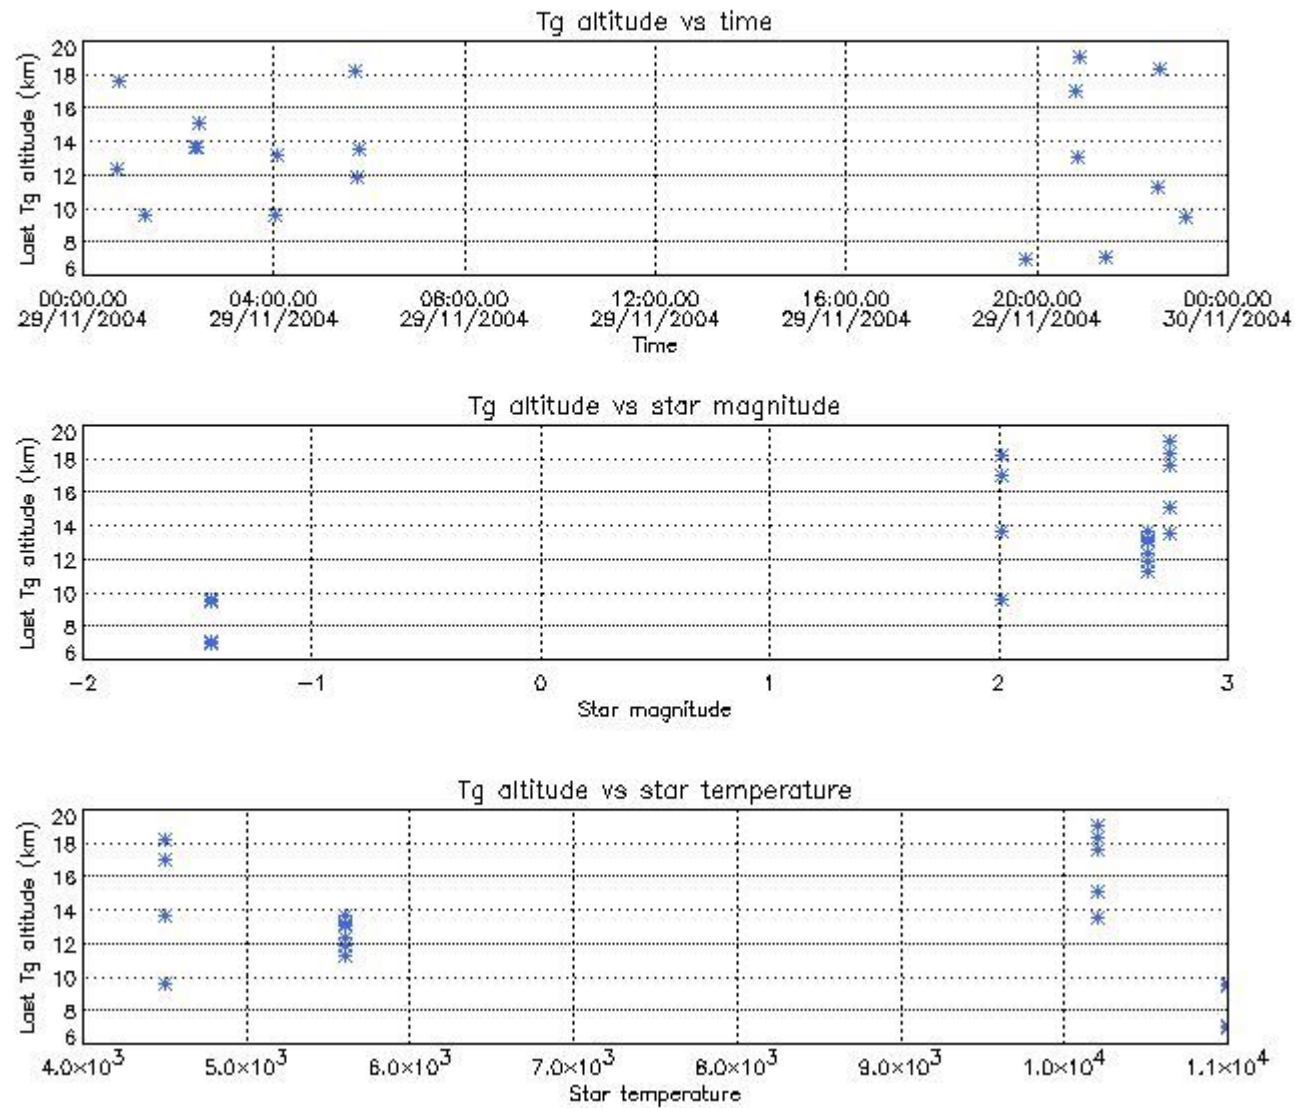 Tg altitude vs time
Last Tg altitude (km)
20
18
16
14
12
10
8
6
00:00.00 04:00.00 08:00.00 12:00.00 16:00.00 20:00.00 00:00.00
29/11/2004 29/11/2004 29/11/2004 29/11/2004 29/11/2004 29/11/2004 30/11/2004
Time
Tg altitude vs star magnitude
Last Tg altitude (km)
20
18
16
14
12
10
8
6
-2 -1 0 1 2 3
Star magnitude
Tg altitude vs star temperature
Last Tg altitude (km)
20
18
16
14
12
10
8
6
4.0×10³ 5.0×10³ 6.0×10³ 7.0×10³ 8.0×10³ 9.0×10³ 1.0×10⁴ 1.1×10⁴
Star temperature